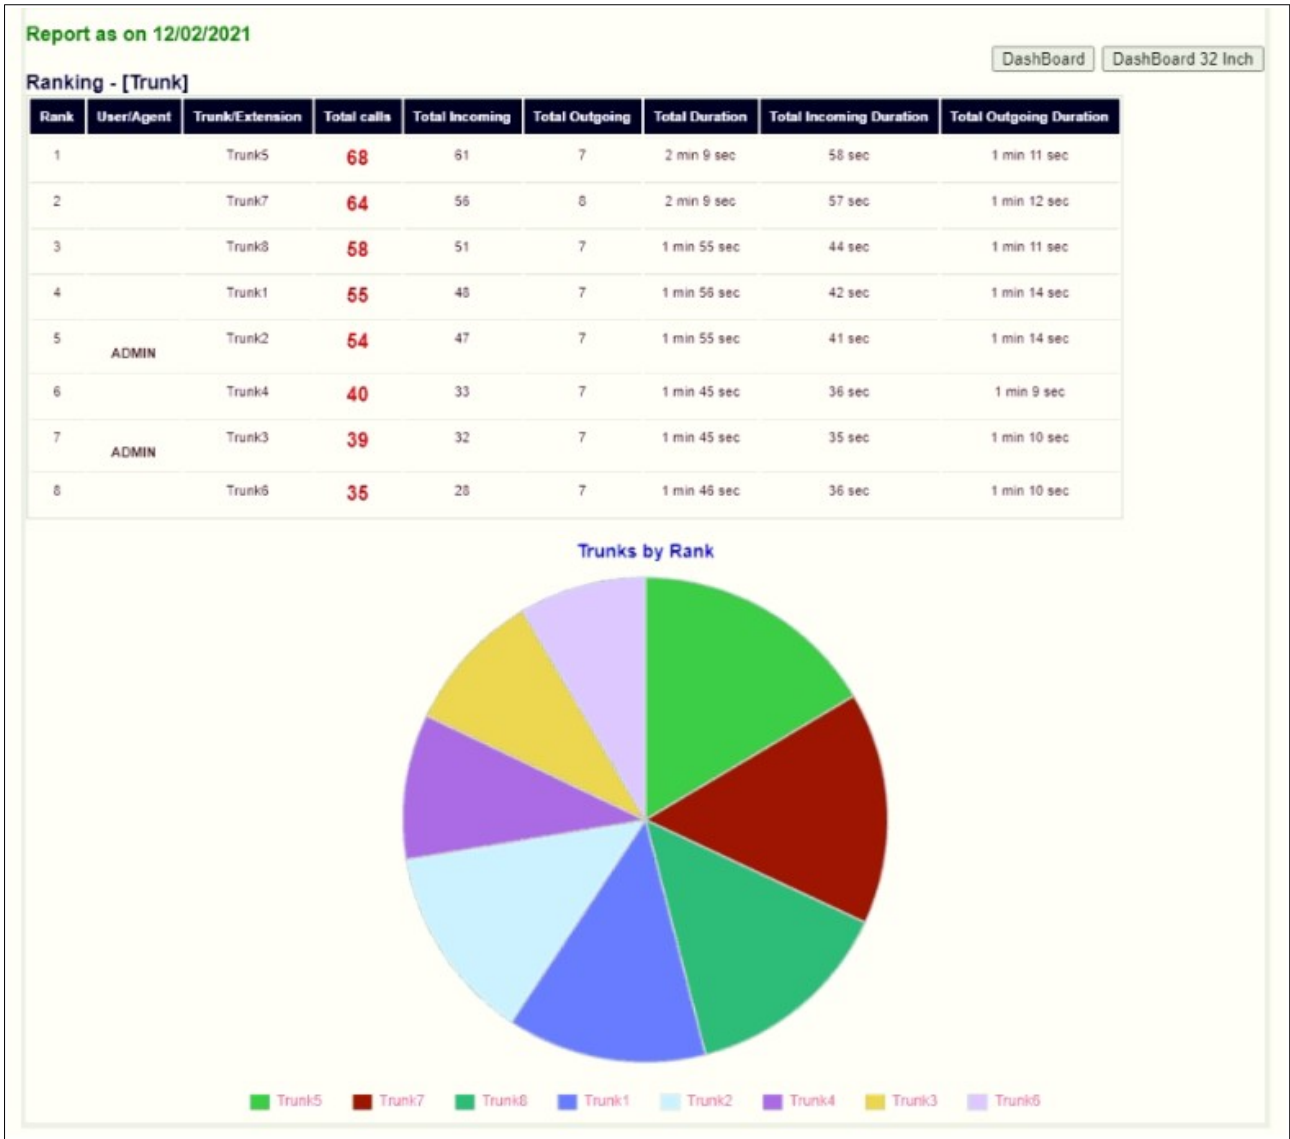 Report as on 12/02/2021
DashBoard DashBoard 32 Inch
Ranking - [Trunk]
Rank User/Agent Trunk/Extension Total calls Total Incoming Total Outgoing Total Duration Total Incoming Duration Total Outgoing Duration
1 Trunk5 68 61 7 2 min 9 sec 58 sec 1 min 11 sec
2 Trunk7 64 56 8 2 min 9 sec 57 sec 1 min 12 sec
3 Trunk8 58 51 7 1 min 55 sec 44 sec 1 min 11 sec
4 Trunk1 55 48 7 1 min 56 sec 42 sec 1 min 14 sec
5 ADMIN Trunk2 54 47 7 1 min 55 sec 41 sec 1 min 14 sec
6 Trunk4 40 33 7 1 min 45 sec 36 sec 1 min 9 sec
7 ADMIN Trunk3 39 32 7 1 min 45 sec 35 sec 1 min 10 sec
8 Trunk6 35 28 7 1 min 46 sec 36 sec 1 min 10 sec
Trunks by Rank
Trunk5 Trunk7 Trunk8 Trunk1 Trunk2 Trunk4 Trunk3 Trunk6